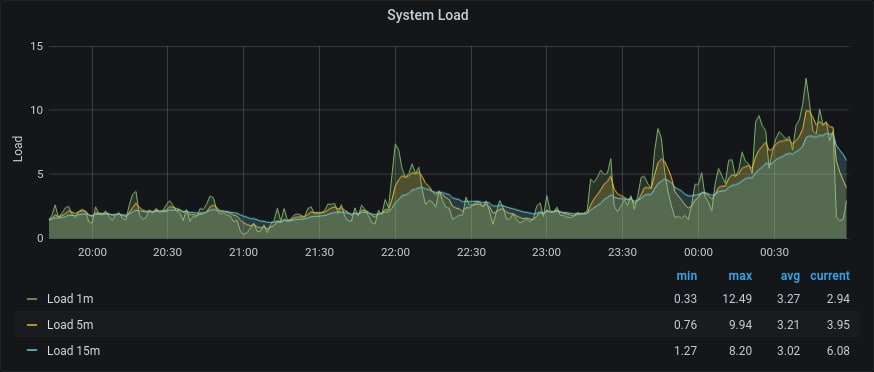 System Load
15
10
5
0
Load
20:00 20:30 21:00 21:30 22:00 22:30 23:00 23:30 00:00 00:30
min max avg current
Load 1m 0.33 12.49 3.27 2.94
Load 5m 0.76 9.94 3.21 3.95
Load 15m 1.27 8.20 3.02 6.08